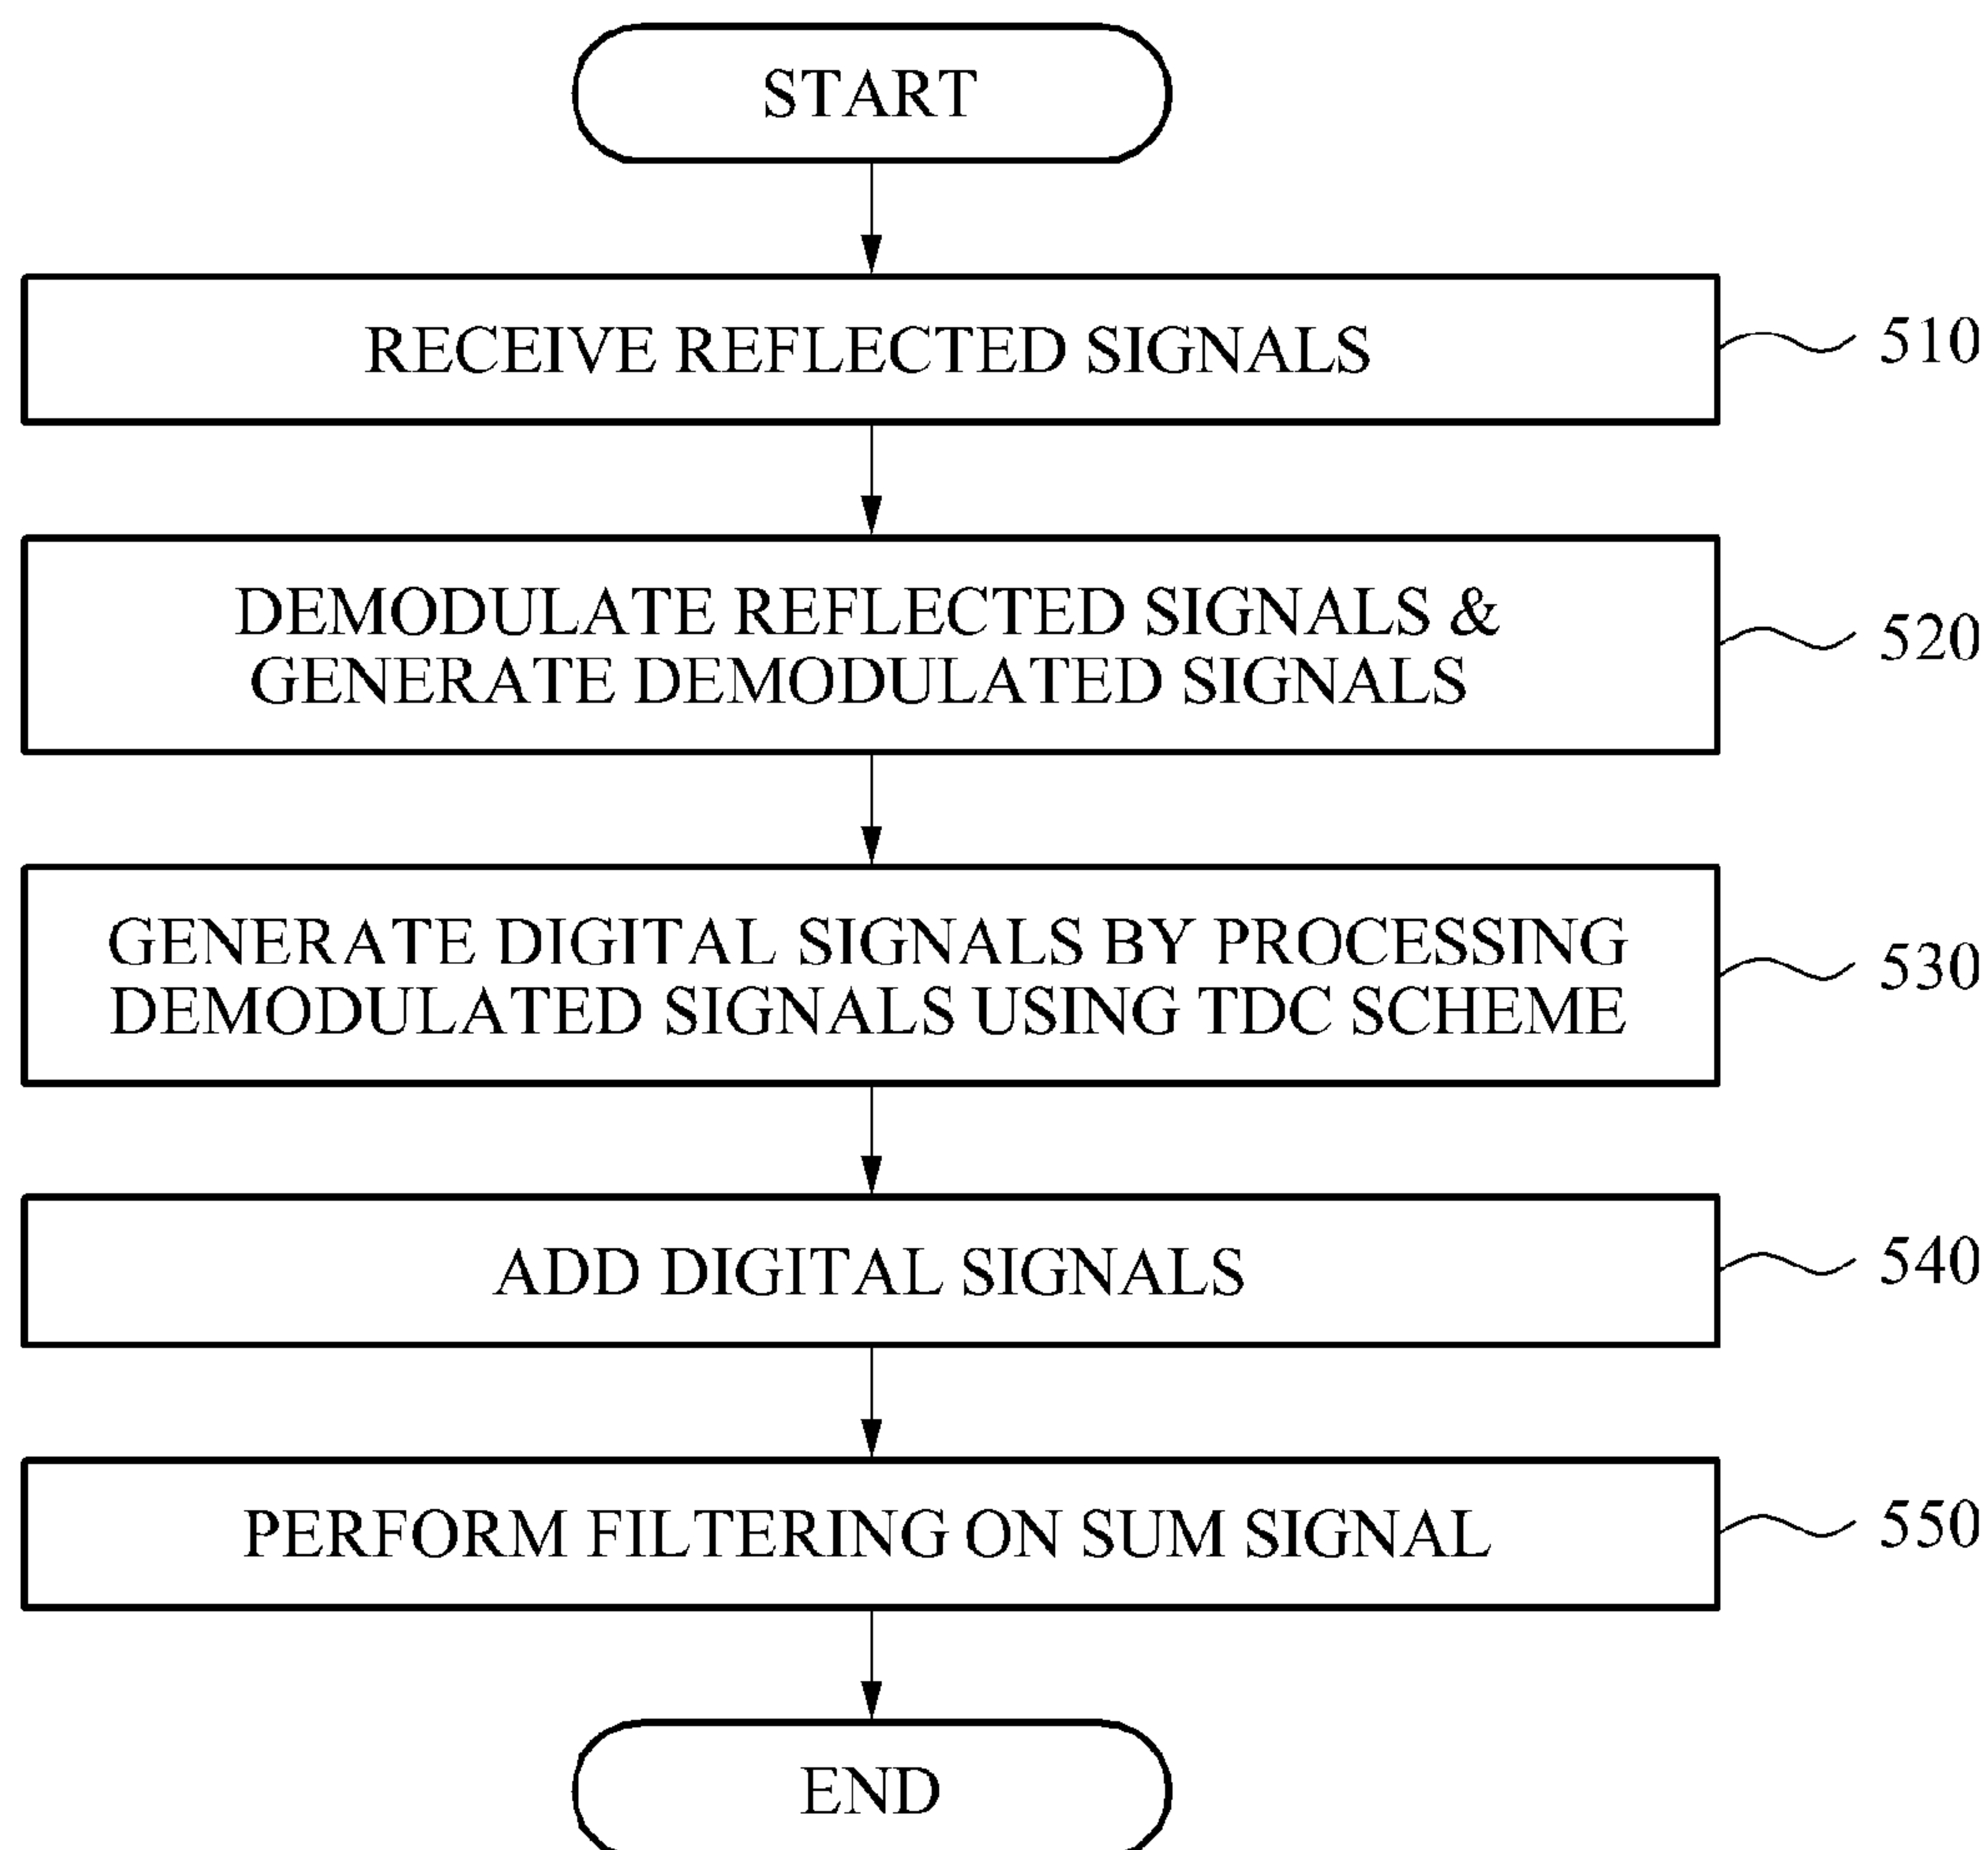 START
RECEIVE REFLECTED SIGNALS
510
DEMODULATE REFLECTED SIGNALS &
GENERATE DEMODULATED SIGNALS
520
GENERATE DIGITAL SIGNALS BY PROCESSING
DEMODULATED SIGNALS USING TDC SCHEME
530
ADD DIGITAL SIGNALS
540
PERFORM FILTERING ON SUM SIGNAL
550
END